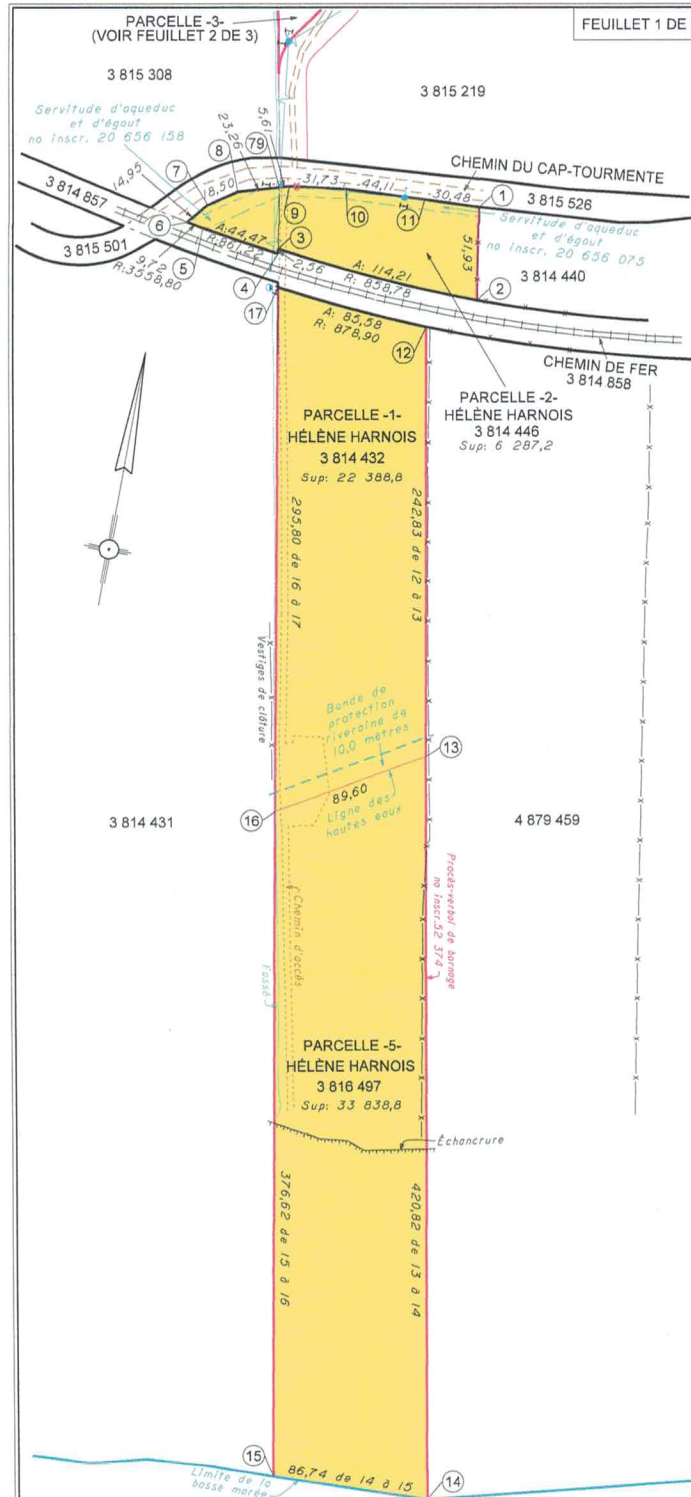 PARCELLE -3-
(VOIR FEUILLET 2 DE 3)
FEUILLET 1 DE
3 815 308
3 815 219
Servitude d'aqueduc
et d'égout
no inscr. 20 656 158
5,61
79
23,26
8
18,50
7
14,95
31,73
44,11
30,48
CHEMIN DU CAP-TOURMENTE
1
3 815 526
9
10
11
Servitude d'aqueduc
et d'égout
no inscr. 20 656 075
3 814 857
6
3 815 501
5
9,72
R:3558,80
A:44,47
R:861,22
3
4
2,56
A: 114,21
R: 858,78
51,93
3 814 440
2
17
A: 85,58
R: 878,90
12
CHEMIN DE FER
3 814 858
PARCELLE -2-
HÉLÈNE HARNOIS
3 814 446
Sup: 6 287,2
PARCELLE -1-
HÉLÈNE HARNOIS
3 814 432
Sup: 22 388,8
295,80 de 16 à 17
242,83 de 12 à 13
Vestiges de clôture
Bande de
protection
riveraine de
10,0 mètres
13
89,60
Ligne des
hautes eaux
16
3 814 431
4 879 459
Procès-verbal de bornage
no inscr. 52 374
Chemin d'accès
Fossé
PARCELLE -5-
HÉLÈNE HARNOIS
3 816 497
Sup: 33 838,8
Échancrure
376,62 de 15 à 16
420,82 de 13 à 14
15
86,74 de 14 à 15
14
Limite de la
basse marée